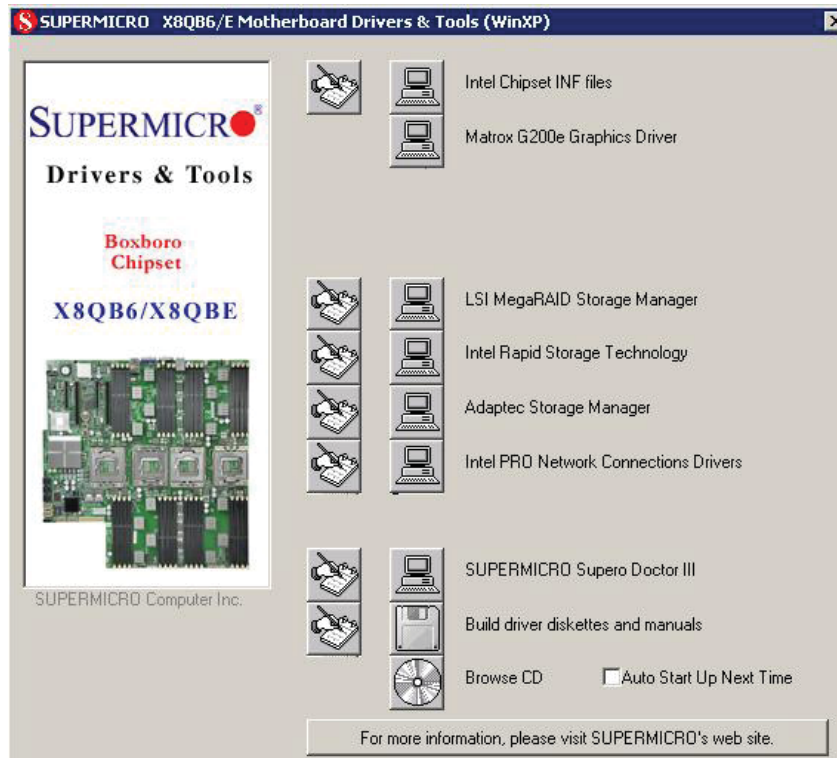 SUPERMICRO X8QB6/E Motherboard Drivers & Tools (WinXP)
SUPERMICRO®
Drivers & Tools
Boxboro
Chipset
X8QB6/X8QBE
SUPERMICRO Computer Inc.
Intel Chipset INF files
Matrox G200e Graphics Driver
LSI MegaRAID Storage Manager
Intel Rapid Storage Technology
Adaptec Storage Manager
Intel PRO Network Connections Drivers
SUPERMICRO Supero Doctor III
Build driver diskettes and manuals
Browse CD
Auto Start Up Next Time
For more information, please visit SUPERMICRO's web site.